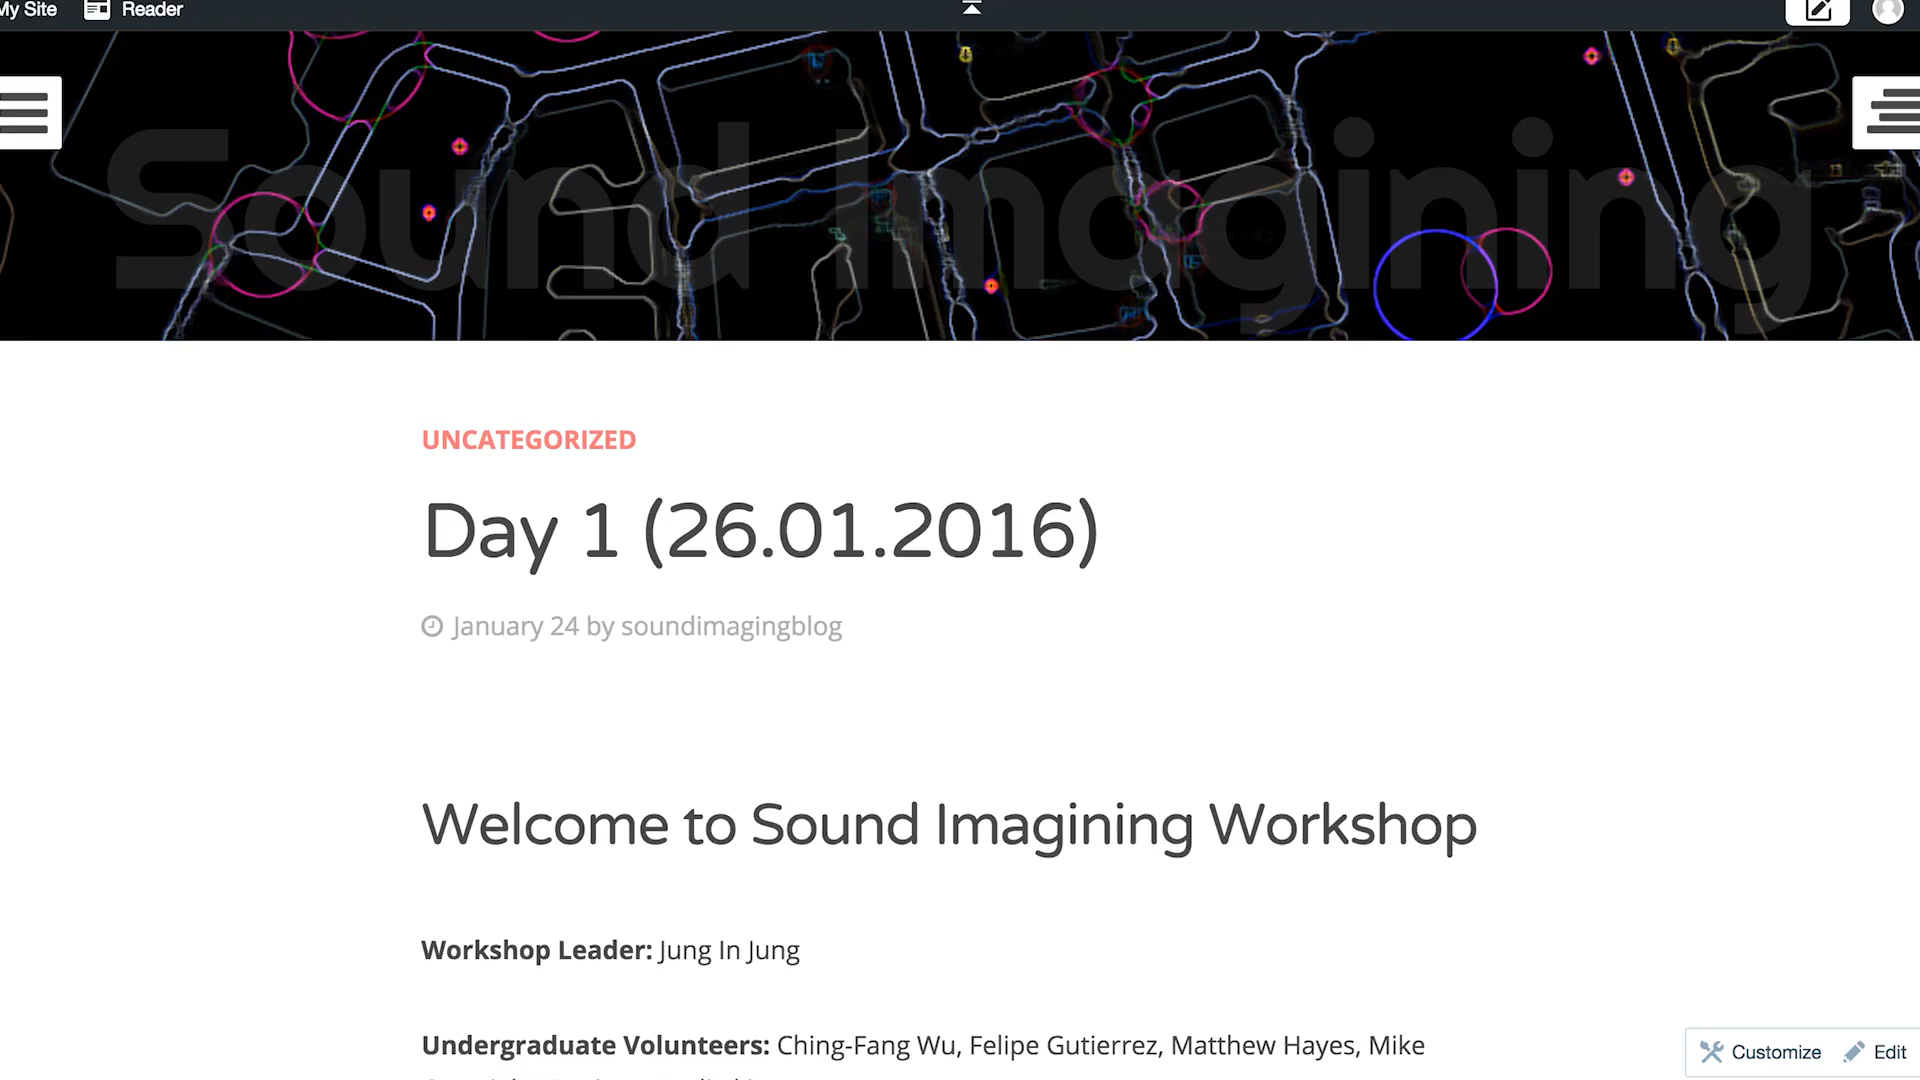 My Site Reader
Sound Imagining
UNCATEGORIZED
Day 1 (26.01.2016)
January 24 by soundimagingblog
Welcome to Sound Imagining Workshop
Workshop Leader: Jung In Jung
Undergraduate Volunteers: Ching-Fang Wu, Felipe Gutierrez, Matthew Hayes, Mike
Customize Edit